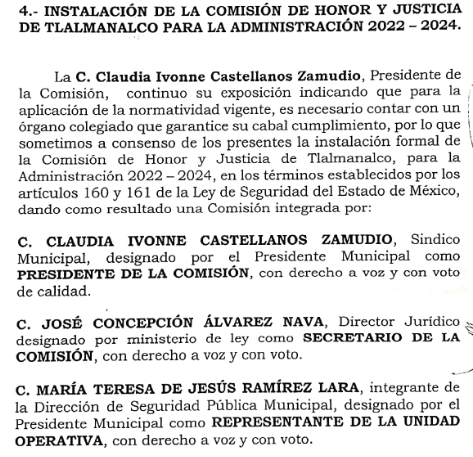 4.- INSTALACIÓN DE LA COMISIÓN DE HONOR Y JUSTICIA
DE TLALMANALCO PARA LA ADMINISTRACIÓN 2022 – 2024.
La C. Claudia Ivonne Castellanos Zamudio, Presidente de
la Comisión, continuo su exposición indicando que para la
aplicación de la normatividad vigente, es necesario contar con un
órgano colegiado que garantice su cabal cumplimiento, por lo que
sometimos a consenso de los presentes la instalación formal de
la Comisión de Honor y Justicia de Tlalmanalco, para la
Administración 2022 – 2024, en los términos establecidos por los
artículos 160 y 161 de la Ley de Seguridad del Estado de México,
dando como resultado una Comisión integrada por:
C. CLAUDIA IVONNE CASTELLANOS ZAMUDIO, Sindico
Municipal, designado por el Presidente Municipal como
PRESIDENTE DE LA COMISIÓN, con derecho a voz y con voto
de calidad.
C. JOSÉ CONCEPCIÓN ÁLVAREZ NAVA, Director Jurídico
designado por ministerio de ley como SECRETARIO DE LA
COMISIÓN, con derecho a voz y con voto.
C. MARÍA TERESA DE JESÚS RAMÍREZ LARA, integrante de
la Dirección de Seguridad Pública Municipal, designado por el
Presidente Municipal como REPRESENTANTE DE LA UNIDAD
OPERATIVA, con derecho a voz y con voto.